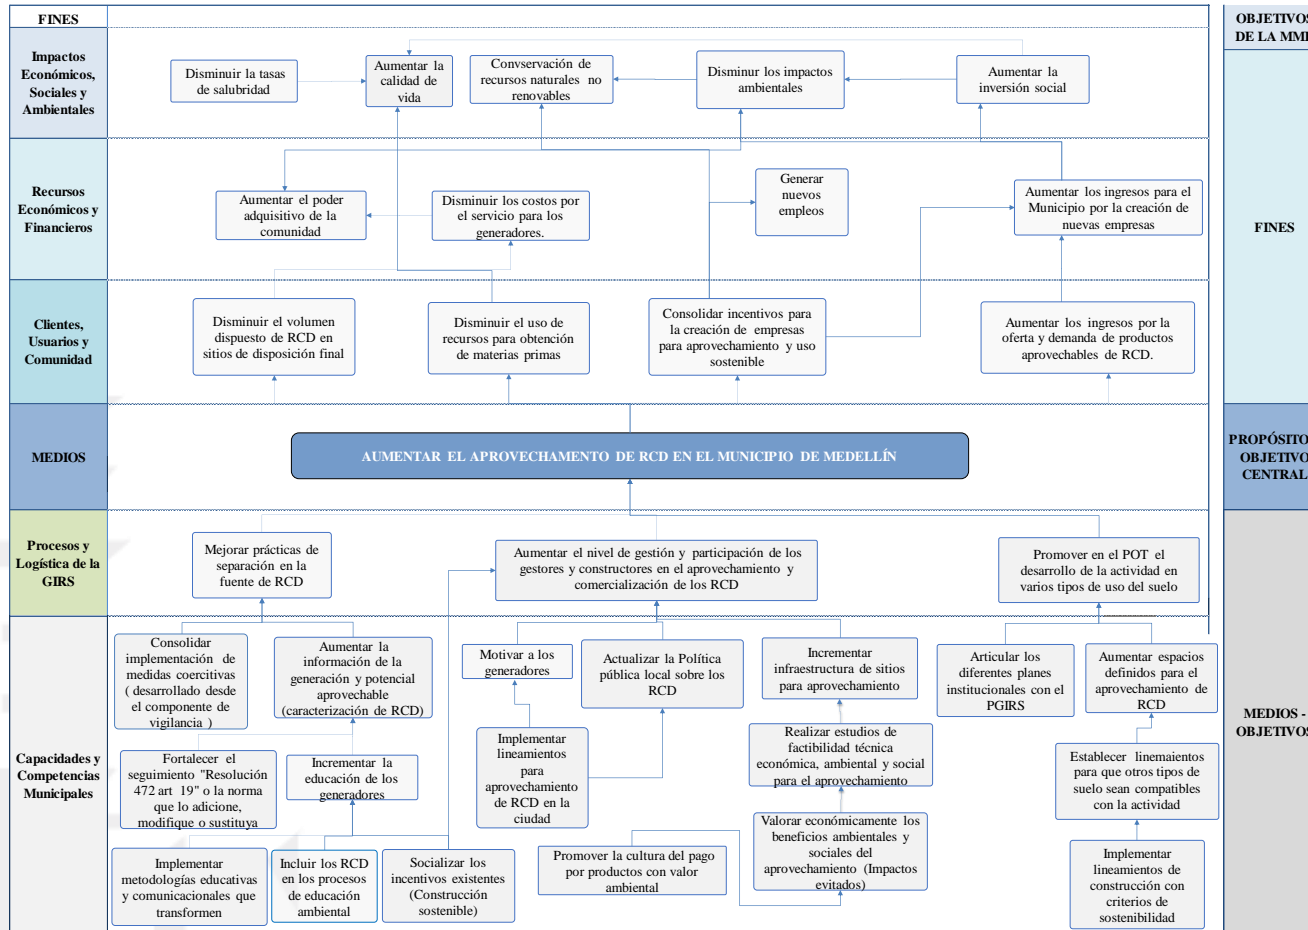 FINES
OBJETIVOS
DE LA MML
Impactos
Económicos,
Sociales y
Ambientales
Disminuir la tasas
de salubridad
Aumentar la
calidad de
vida
Convservación de
recursos naturales no
renovables
Disminur los impactos
ambientales
Aumentar la
inversión social
Recursos
Económicos y
Financieros
Aumentar el poder
adquisitivo de la
comunidad
Disminuir los costos por
el servicio para los
generadores.
Generar
nuevos
empleos
Aumentar los ingresos para el
Municipio por la creación de
nuevas empresas
FINES
Clientes,
Usuarios y
Comunidad
Disminuir el volumen
dispuesto de RCD en
sitios de disposición final
Disminuir el uso de
recursos para obtención
de materias primas
Consolidar incentivos para
la creación de empresas
para aprovechamiento y uso
sostenible
Aumentar los ingresos por la
oferta y demanda de productos
aprovechables de RCD.
MEDIOS
AUMENTAR EL APROVECHAMENTO DE RCD EN EL MUNICIPIO DE MEDELLÍN
PROPÓSITO-
OBJETIVO
CENTRAL
Procesos y
Logística de la
GIRS
Mejorar prácticas de
separación en la
fuente de RCD
Aumentar el nivel de gestión y participación de los
gestores y constructores en el aprovechamiento y
comercialización de los RCD
Promover en el POT el
desarrollo de la actividad en
varios tipos de uso del suelo
Capacidades y
Competencias
Municipales
Consolidar
implementación de
medidas coercitivas
( desarrollado desde
el componente de
vigilancia )
Aumentar la
información de la
generación y potencial
aprovechable
(caracterización de RCD)
Motivar a los
generadores
Actualizar la Política
pública local sobre los
RCD
Incrementar
infraestructura de sitios
para aprovechamiento
Articular los
diferentes planes
institucionales con el
PGIRS
Aumentar espacios
definidos para el
aprovechamiento de
RCD
MEDIOS -
OBJETIVOS
Fortalecer el
seguimiento "Resolución
472 art 19" o la norma
que lo adicione,
modifique o sustituya
Incrementar la
educación de los
generadores
Implementar
lineamientos
para
aprovechamiento
de RCD en la
ciudad
Realizar estudios de
factibilidad técnica
económica, ambiental y social
para el aprovechamiento
Establecer linemaientos
para que otros tipos de
suelo sean compatibles
con la actividad
Implementar
metodologías educativas
y comunicacionales que
transformen
Incluir los RCD
en los procesos
de educación
ambiental
Socializar los
incentivos existentes
(Construcción
sostenible)
Promover la cultura del pago
por productos con valor
ambiental
Valorar económicamente los
beneficios ambientales y
sociales del
aprovechamiento (Impactos
evitados)
Implementar
lineamientos de
construcción con
criterios de
sostenibilidad